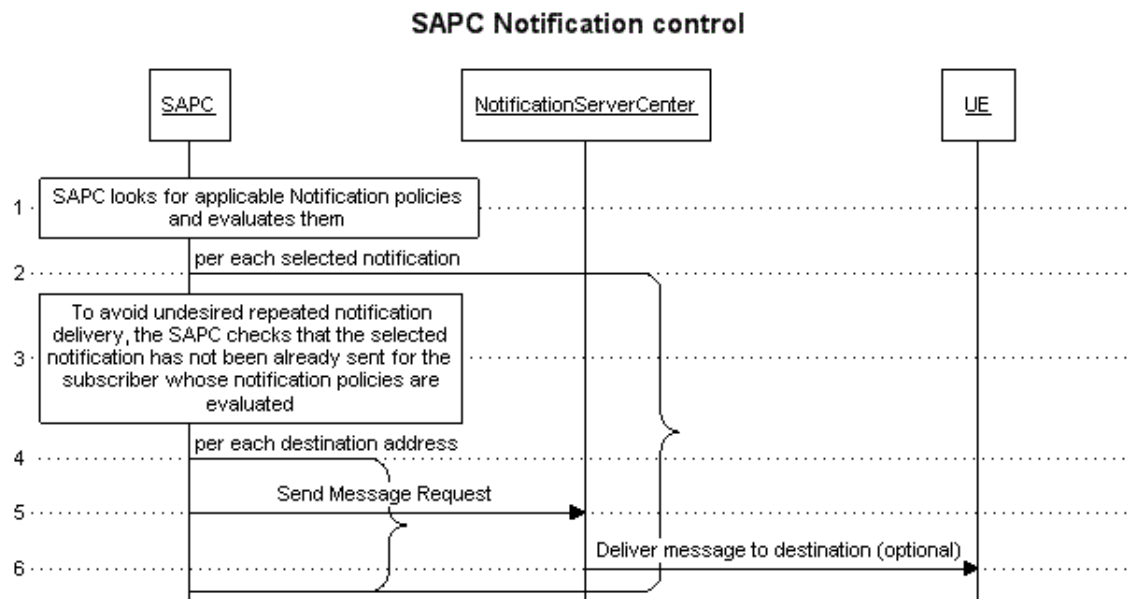 SAPC Notification control
SAPC
NotificationServerCenter
UE
1
SAPC looks for applicable Notification policies
and evaluates them
per each selected notification
2
To avoid undesired repeated notification
delivery, the SAPC checks that the selected
3
notification has not been already sent for the
subscriber whose notification policies are
evaluated
per each destination address
4
Send Message Request
5
Deliver message to destination (optional)
6